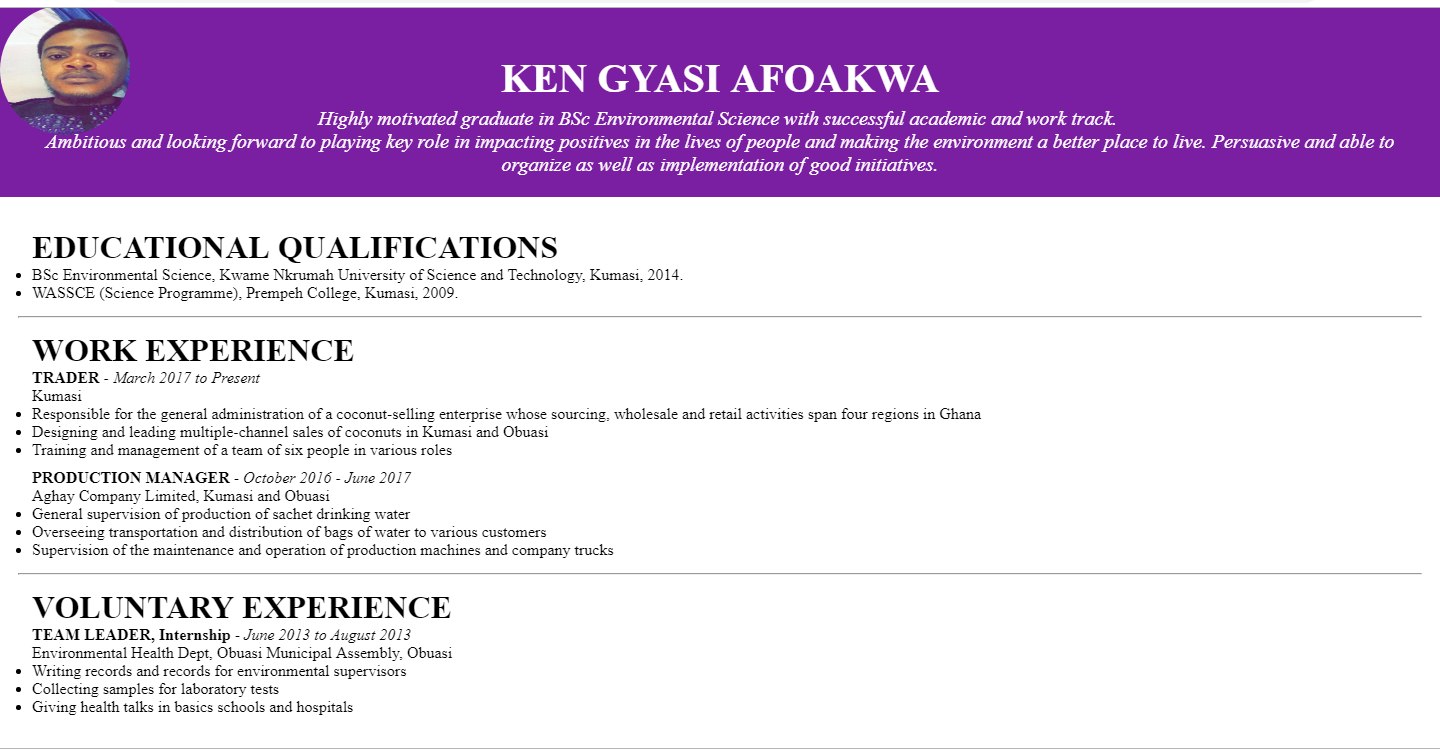 KEN GYASI AFOAKWA
Highly motivated graduate in BSc Environmental Science with successful academic and work track.
Ambitious and looking forward to playing key role in impacting positives in the lives of people and making the environment a better place to live. Persuasive and able to
organize as well as implementation of good initiatives.
EDUCATIONAL QUALIFICATIONS
• BSc Environmental Science, Kwame Nkrumah University of Science and Technology, Kumasi, 2014.
• WASSCE (Science Programme), Prempeh College, Kumasi, 2009.
WORK EXPERIENCE
TRADER - March 2017 to Present
Kumasi
• Responsible for the general administration of a coconut-selling enterprise whose sourcing, wholesale and retail activities span four regions in Ghana
• Designing and leading multiple-channel sales of coconuts in Kumasi and Obuasi
• Training and management of a team of six people in various roles
PRODUCTION MANAGER - October 2016 - June 2017
Aghay Company Limited, Kumasi and Obuasi
• General supervision of production of sachet drinking water
• Overseeing transportation and distribution of bags of water to various customers
• Supervision of the maintenance and operation of production machines and company trucks
VOLUNTARY EXPERIENCE
TEAM LEADER, Internship - June 2013 to August 2013
Environmental Health Dept, Obuasi Municipal Assembly, Obuasi
• Writing records and records for environmental supervisors
• Collecting samples for laboratory tests
• Giving health talks in basics schools and hospitals